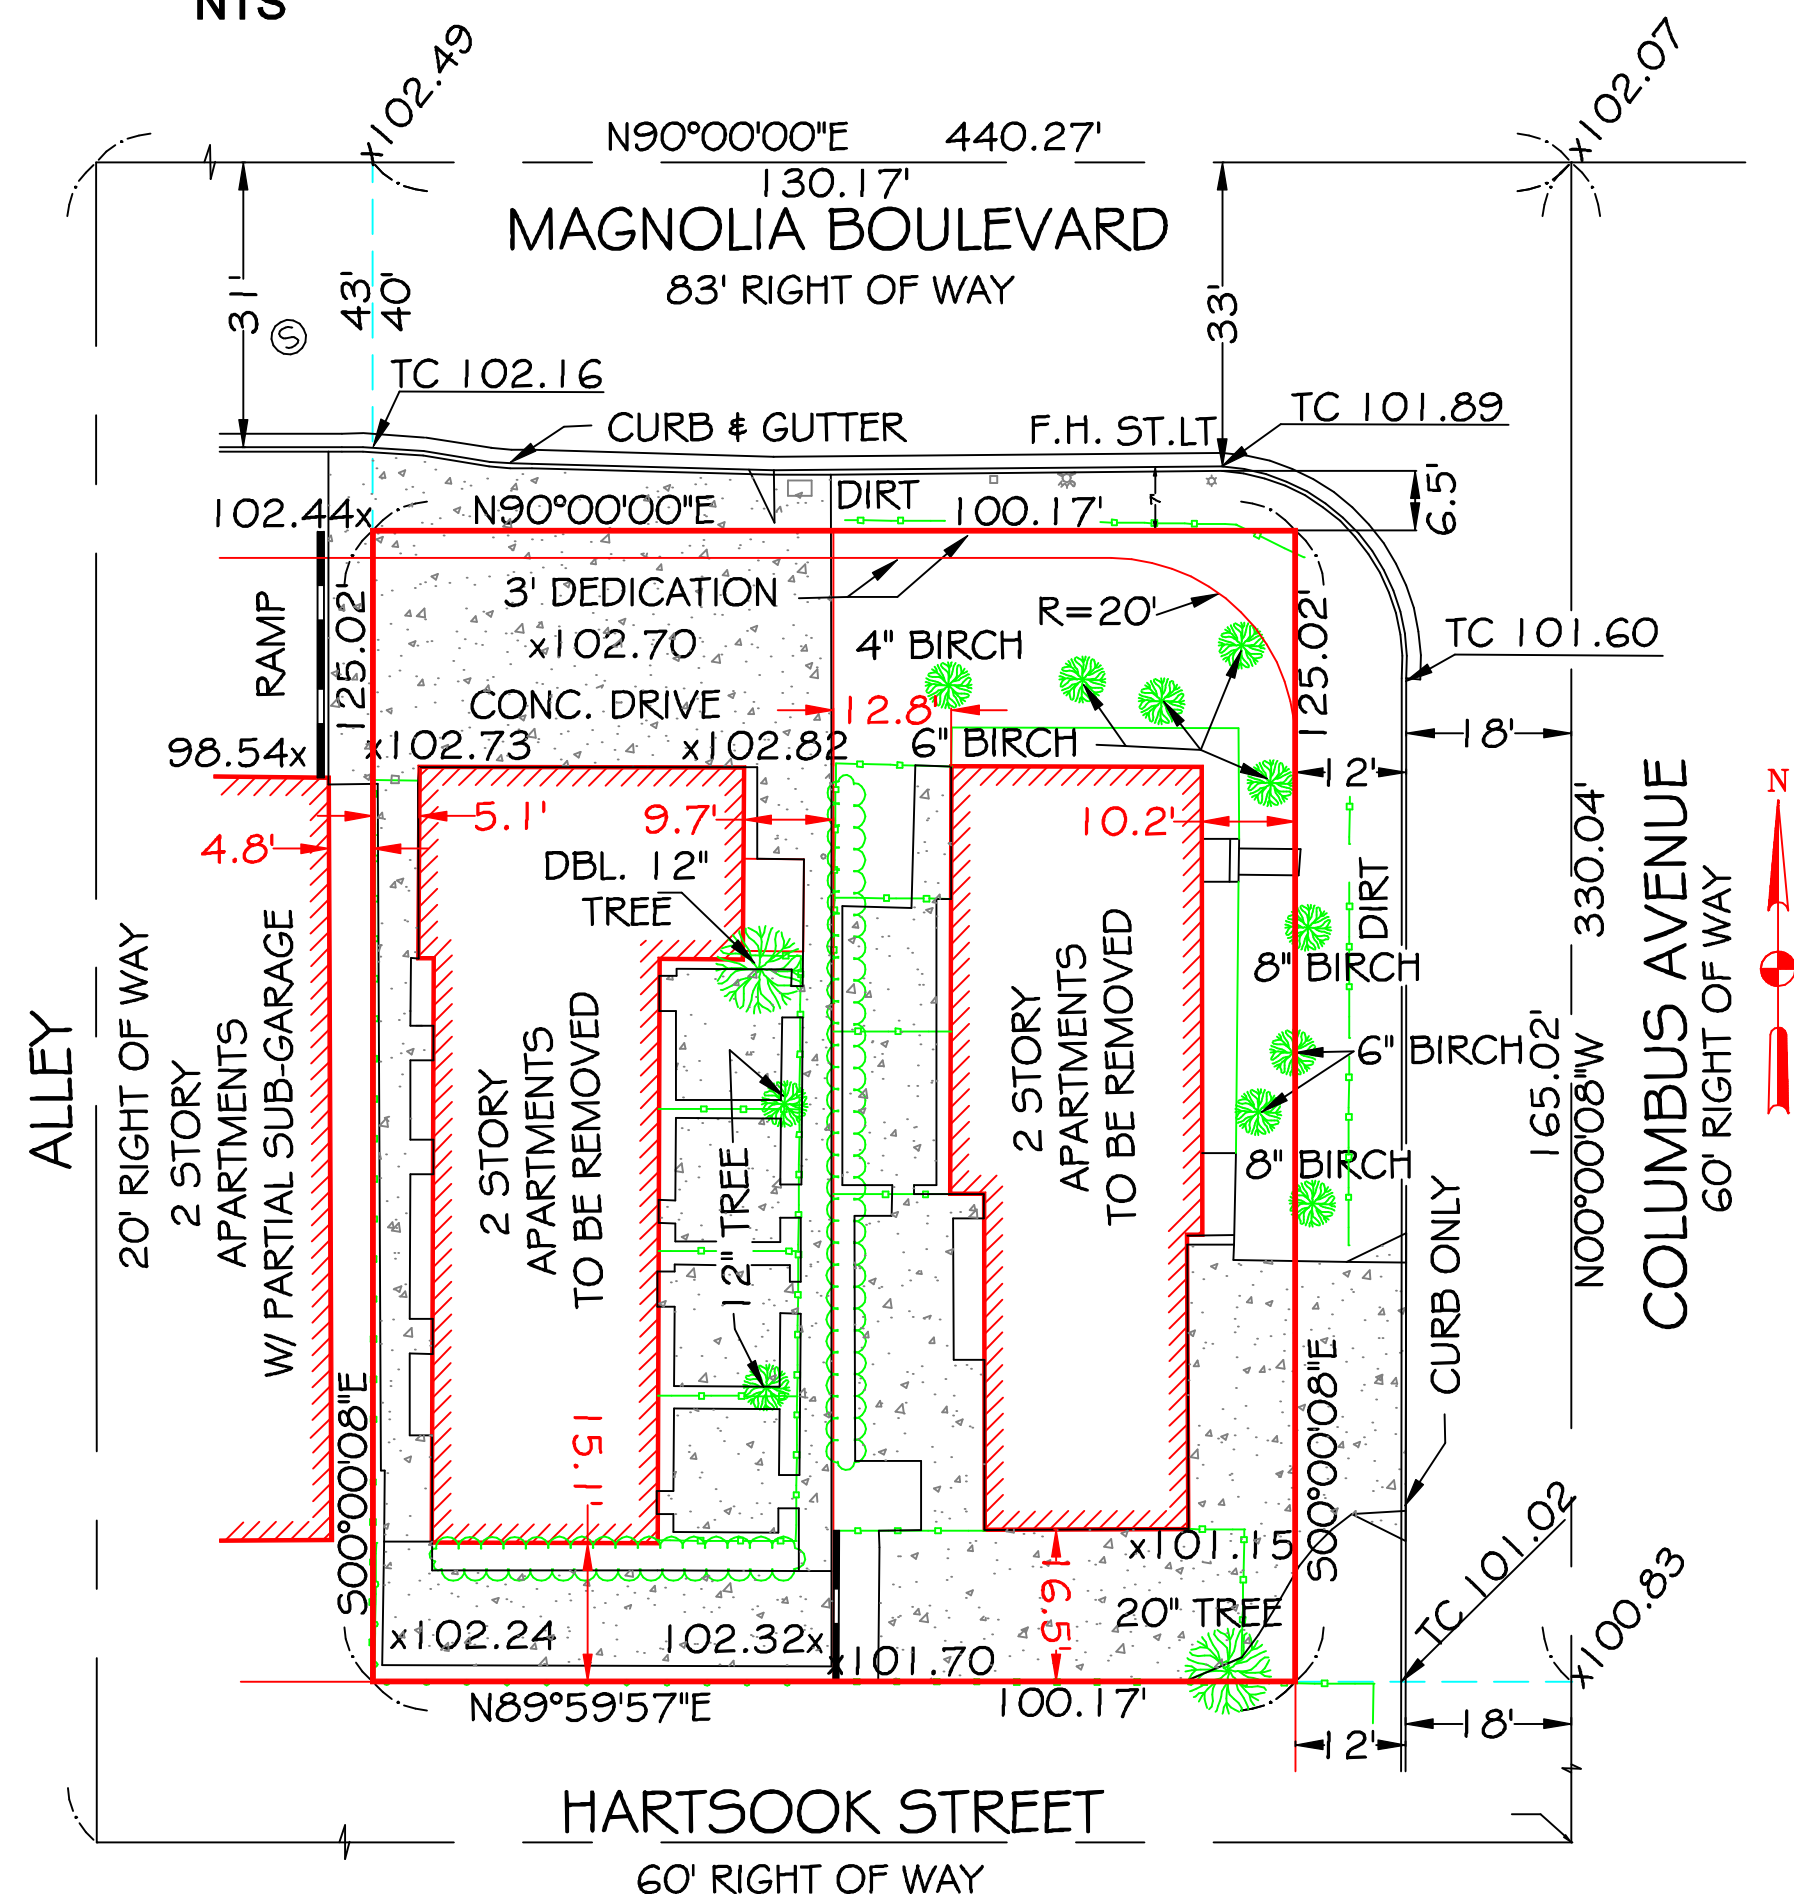 NTS
x102.49
x102.07
N90°00'00"E 440.27'
130.17'
MAGNOLIA BOULEVARD
83' RIGHT OF WAY
31'
43'
40'
33'
S
TC 102.16
CURB & GUTTER
F.H. ST.LT
TC 101.89
6.5'
DIRT
102.44x
N90°00'00"E
100.17'
7'
3' DEDICATION
R=20'
RAMP
125.02'
125.02'
x102.70
4" BIRCH
TC 101.60
CONC. DRIVE
12.8'
98.54x
x102.73
x102.82
6" BIRCH
18'
12'
5.1'
9.7'
10.2'
4.8'
DBL. 12"
TREE
DIRT
330.04'
N
8" BIRCH
ALLEY
20' RIGHT OF WAY
2 STORY
APARTMENTS
W/ PARTIAL SUB-GARAGE
2 STORY
APARTMENTS
TO BE REMOVED
12" TREE
2 STORY
APARTMENTS
TO BE REMOVED
6" BIRCH
8" BIRCH
165.02'
N00°00'08"W
COLUMBUS AVENUE
60' RIGHT OF WAY
CURB ONLY
S00°00'08"E
S00°00'08"E
15.1'
16.5'
x101.15
TC 101.02
x100.83
20" TREE
x102.24
102.32x
x101.70
N89°59'57"E
100.17'
18'
12'
HARTSOOK STREET
60' RIGHT OF WAY